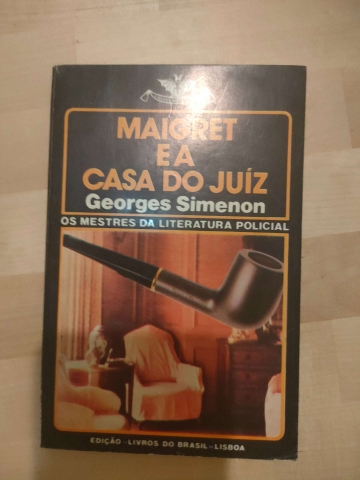 MAIGRET
E A
CASA DO JUÍZ
Georges Simenon
OS MESTRES DA LITERATURA POLICIAL
EDIÇÃO - LIVROS DO BRASIL - LISBOA